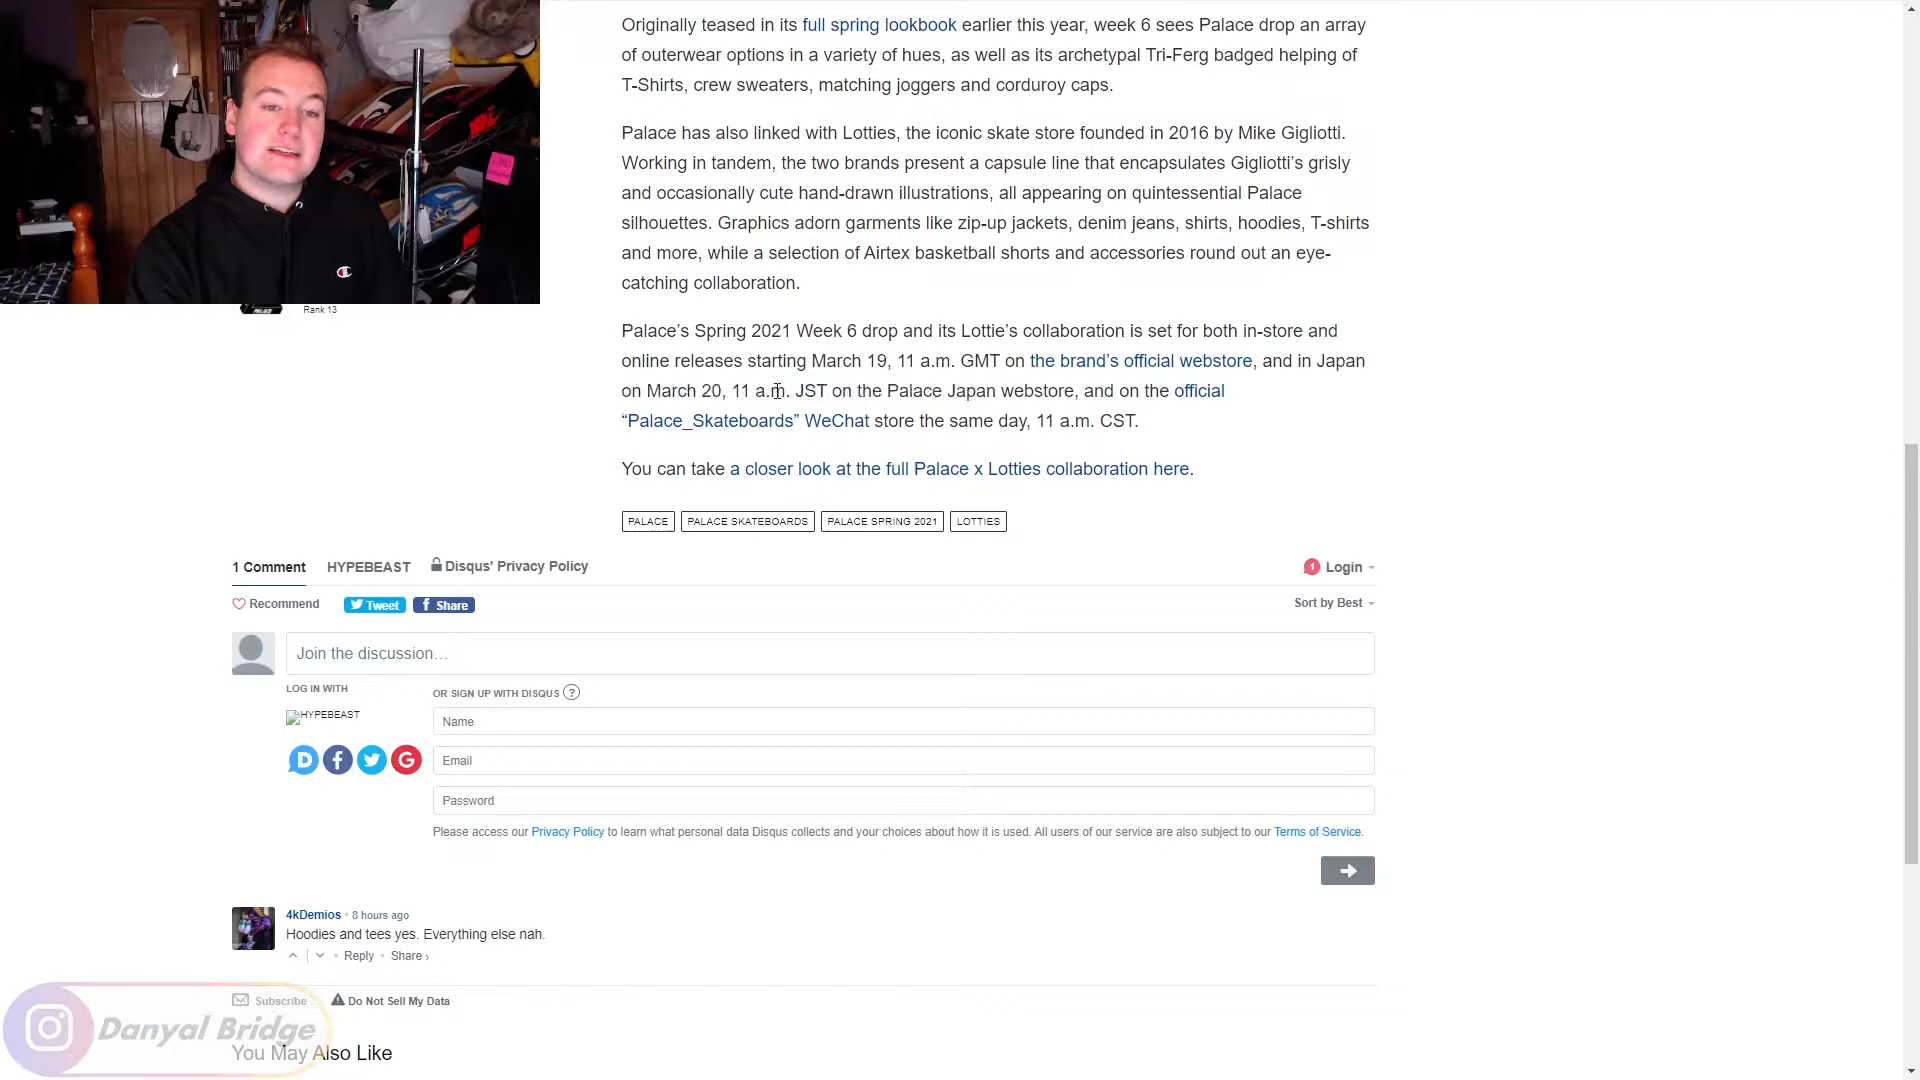 Originally teased in its full spring lookbook earlier this year, week 6 sees Palace drop an array
of outerwear options in a variety of hues, as well as its archetypal Tri-Ferg badged helping of
T-Shirts, crew sweaters, matching joggers and corduroy caps.
Palace has also linked with Lotties, the iconic skate store founded in 2016 by Mike Gigliotti.
Working in tandem, the two brands present a capsule line that encapsulates Gigliotti’s grisly
and occasionally cute hand-drawn illustrations, all appearing on quintessential Palace
silhouettes. Graphics adorn garments like zip-up jackets, denim jeans, shirts, hoodies, T-shirts
and more, while a selection of Airtex basketball shorts and accessories round out an eye-
catching collaboration.
PALACE Rank 13
Palace’s Spring 2021 Week 6 drop and its Lottie’s collaboration is set for both in-store and
online releases starting March 19, 11 a.m. GMT on the brand’s official webstore, and in Japan
on March 20, 11 a.m. JST on the Palace Japan webstore, and on the official
“Palace_Skateboards” WeChat store the same day, 11 a.m. CST.
You can take a closer look at the full Palace x Lotties collaboration here.
PALACE PALACE SKATEBOARDS PALACE SPRING 2021 LOTTIES
1 Comment HYPEBEAST Disqus' Privacy Policy 1 Login
Recommend Tweet Share Sort by Best
Join the discussion…
LOG IN WITH
HYPEBEAST
OR SIGN UP WITH DISQUS ?
Name
Email
Password
Please access our Privacy Policy to learn what personal data Disqus collects and your choices about how it is used. All users of our service are also subject to our Terms of Service.
4kDemios • 8 hours ago
Hoodies and tees yes. Everything else nah.
Reply • Share ›
Subscribe Do Not Sell My Data
Danyal Bridge
You May Also Like